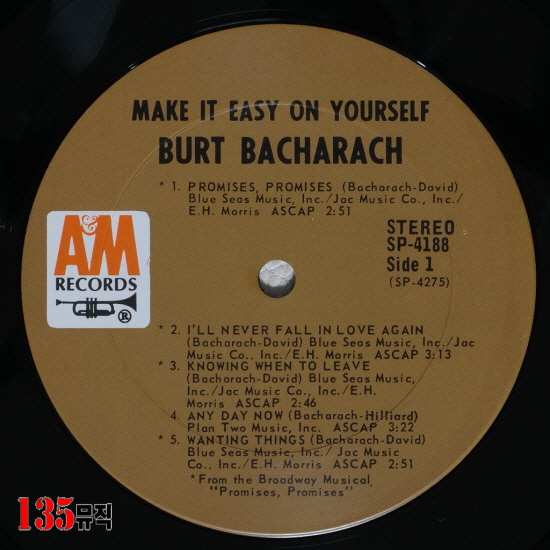 MAKE IT EASY ON YOURSELF
BURT BACHARACH
* 1. PROMISES, PROMISES (Bacharach-David)
Blue Seas Music, Inc./Jac Music Co., Inc./
E.H. Morris ASCAP 2:51
A&M
RECORDS
®
STEREO
SP-4188
Side 1
(SP-4275)
* 2. I'LL NEVER FALL IN LOVE AGAIN
(Bacharach-David) Blue Seas Music, Inc./Jac
Music Co., Inc./E.H. Morris ASCAP 3:13
* 3. KNOWING WHEN TO LEAVE
(Bacharach-David) Blue Seas Music,
Inc./Jac Music Co., Inc./E.H.
Morris ASCAP 2:46
4. ANY DAY NOW (Bacharach-Hilliard)
Plan Two Music, Inc. ASCAP 3:22
* 5. WANTING THINGS (Bacharach-David)
Blue Seas Music, Inc./ Jac Music
Co., Inc./E.H. Morris ASCAP 2:51
*From the Broadway Musical
"Promises, Promises"
135뮤직